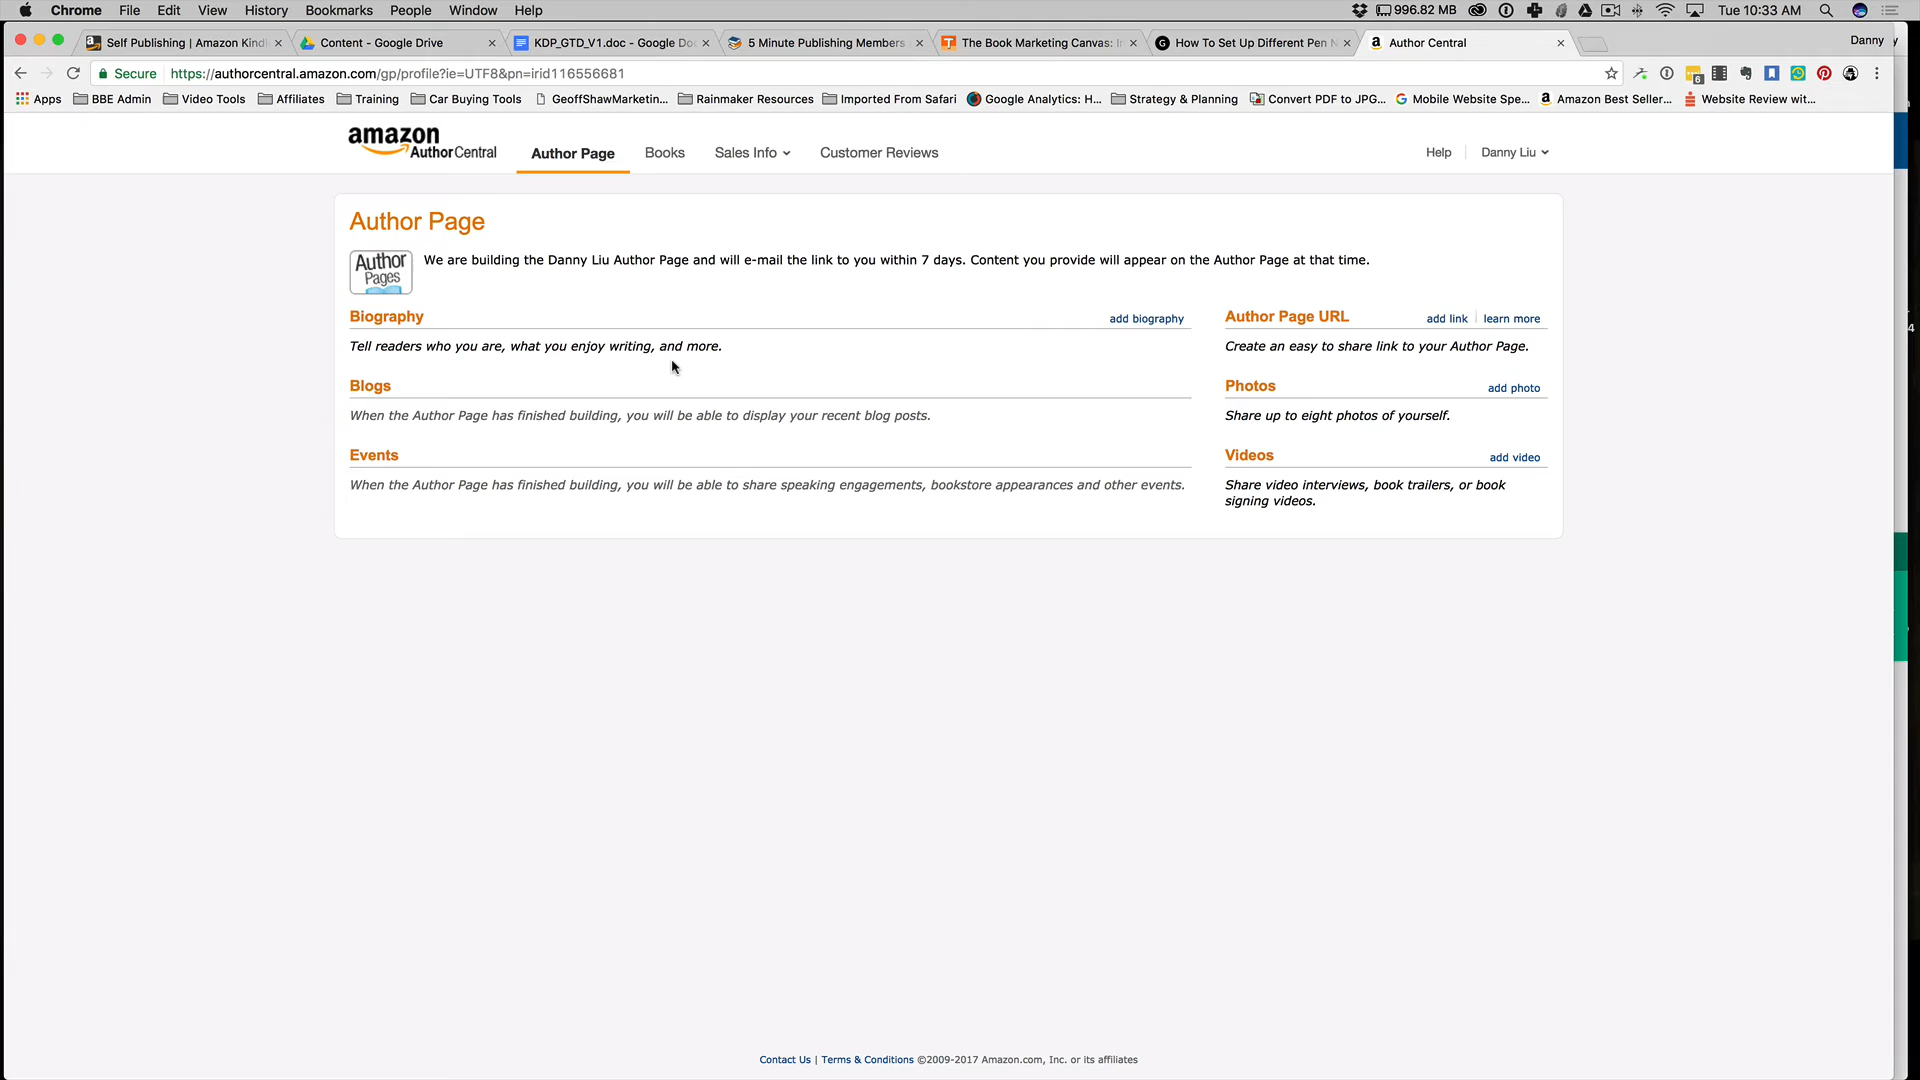 Chrome File Edit View History Bookmarks People Window Help 996.82 MB Tue 10:33 AM
Self Publishing | Amazon Kindl Content - Google Drive KDP_GTD_V1.doc - Google Do 5 Minute Publishing Members The Book Marketing Canvas: I How To Set Up Different Pen N Author Central Danny
Secure https://authorcentral.amazon.com/gp/profile?ie=UTF8&pn=irid116556681 6
Apps BBE Admin Video Tools Affiliates Training Car Buying Tools GeoffShawMarketin... Rainmaker Resources Imported From Safari Google Analytics: H... Strategy & Planning Convert PDF to JPG... Mobile Website Spe... Amazon Best Seller... Website Review wit...
amazon
AuthorCentral Author Page Books Sales Info Customer Reviews Help Danny Liu
Author Page
Author Pages
We are building the Danny Liu Author Page and will e-mail the link to you within 7 days. Content you provide will appear on the Author Page at that time.
Biography add biography
Tell readers who you are, what you enjoy writing, and more.
Blogs
When the Author Page has finished building, you will be able to display your recent blog posts.
Events
When the Author Page has finished building, you will be able to share speaking engagements, bookstore appearances and other events.
Author Page URL add link learn more
Create an easy to share link to your Author Page.
Photos add photo
Share up to eight photos of yourself.
Videos add video
Share video interviews, book trailers, or book
signing videos.
Contact Us | Terms & Conditions ©2009-2017 Amazon.com, Inc. or its affiliates